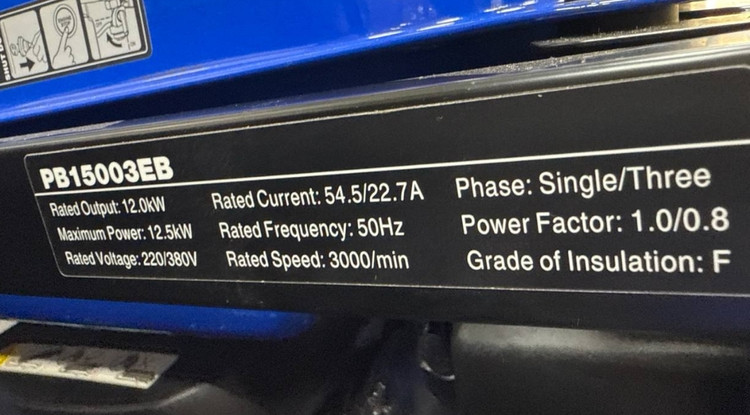 PB15003EB
Rated Output: 12.0kW
Rated Current: 54.5/22.7A
Phase: Single/Three
Maximum Power: 12.5kW
Rated Frequency: 50Hz
Power Factor: 1.0/0.8
Rated Voltage: 220/380V
Rated Speed: 3000/min
Grade of Insulation: F